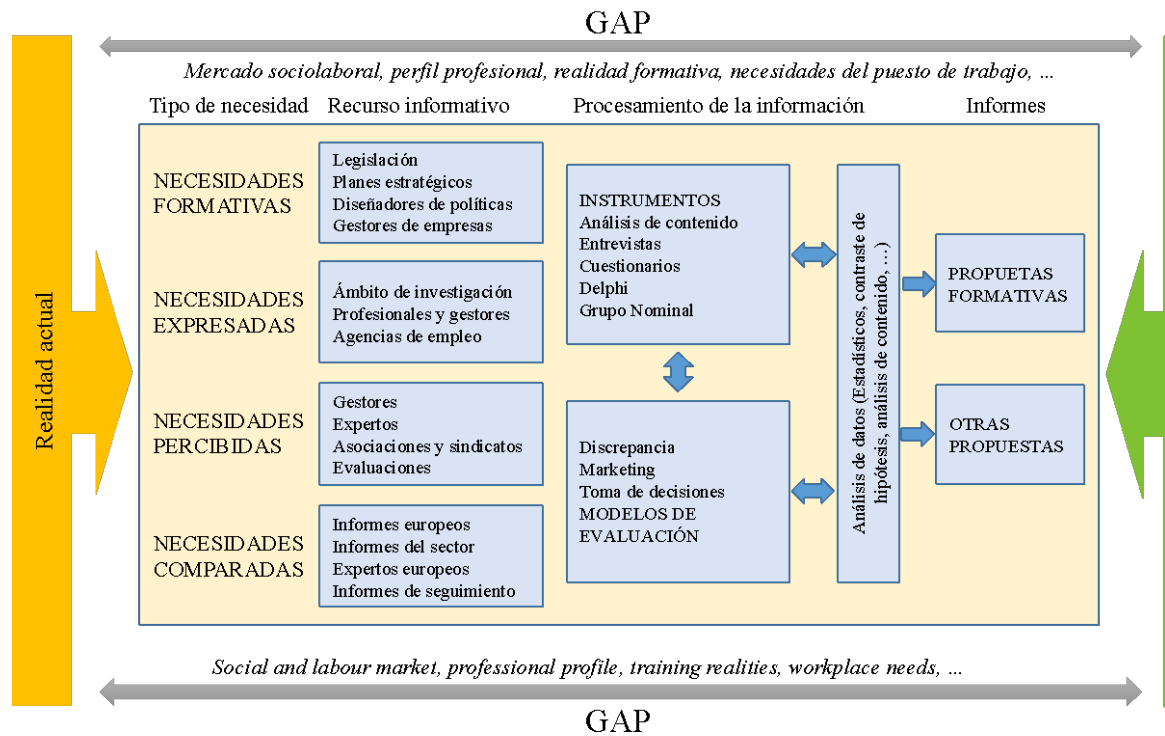 GAP
Mercado sociolaboral, perfil profesional, realidad formativa, necesidades del puesto de trabajo, ...
Tipo de necesidad
Recurso informativo
Procesamiento de la información
Informes
Realidad actual
NECESIDADES
FORMATIVAS
Legislación
Planes estratégicos
Diseñadores de políticas
Gestores de empresas
NECESIDADES
EXPRESADAS
Ámbito de investigación
Profesionales y gestores
Agencias de empleo
NECESIDADES
PERCIBIDAS
Gestores
Expertos
Asociaciones y sindicatos
Evaluaciones
NECESIDADES
COMPARADAS
Informes europeos
Informes del sector
Expertos europeos
Informes de seguimiento
INSTRUMENTOS
Análisis de contenido
Entrevistas
Cuestionarios
Delphi
Grupo Nominal
Discrepancia
Marketing
Toma de decisiones
MODELOS DE
EVALUACIÓN
Análisis de datos (Estadísticos, contraste de
hipótesis, análisis de contenido, ...)
PROPUETAS
FORMATIVAS
OTRAS
PROPUESTAS
Social and labour market, professional profile, training realities, workplace needs, ...
GAP